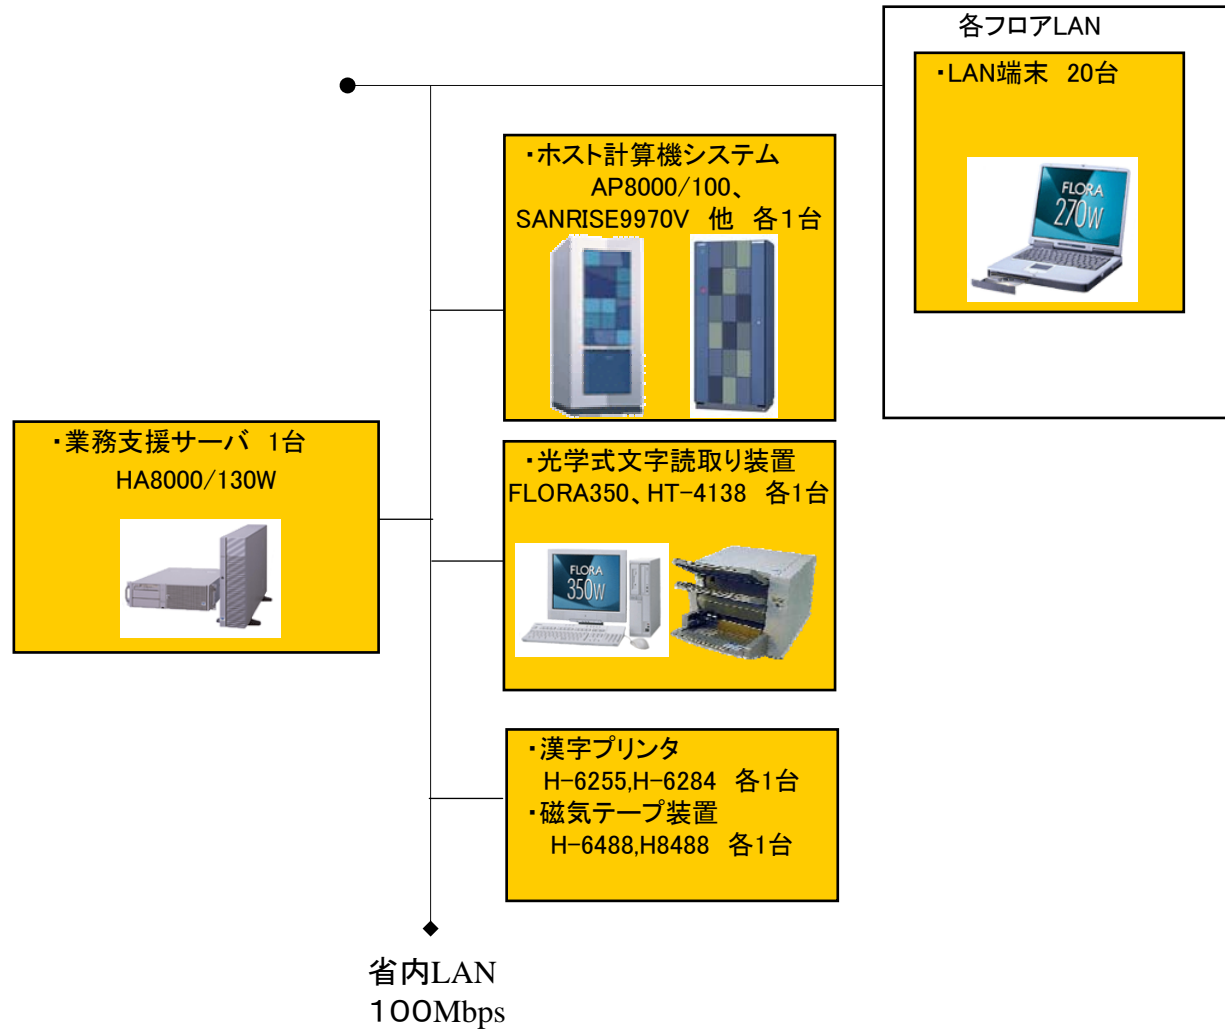 各フロアLAN
・LAN端末 20台
FLORA
270W
・ホスト計算機システム
AP8000/100、
SANRISE9970V 他 各1台
・業務支援サーバ 1台
HA8000/130W
・光学式文字読取り装置
FLORA350、HT-4138 各1台
FLORA
350W
・漢字プリンタ
H-6255,H-6284 各1台
・磁気テープ装置
H-6488,H8488 各1台
省内LAN
100Mbps